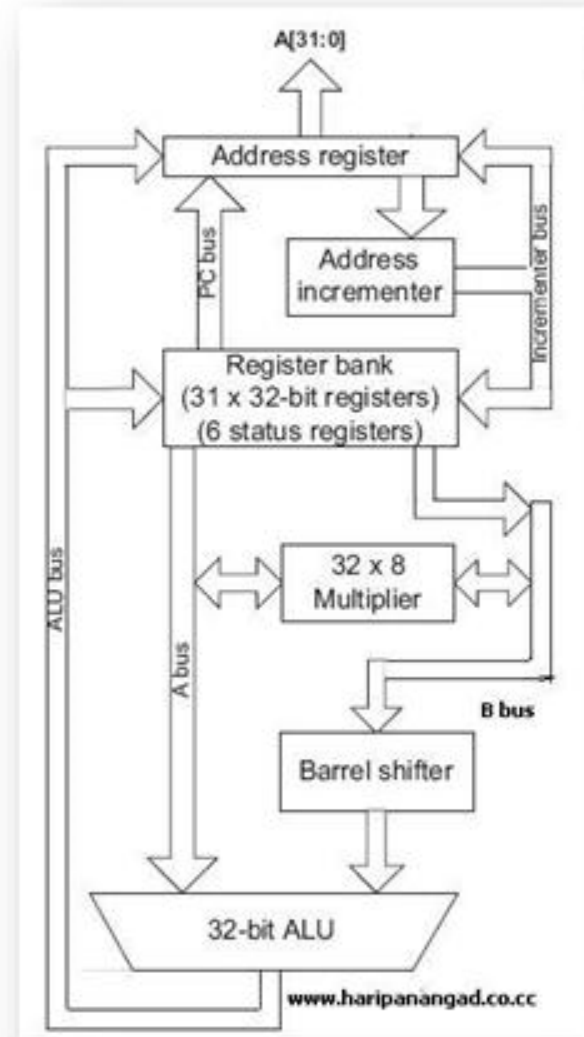 A[31:0]
Address register
PC bus
Address
incrementer
Incrementer bus
Register bank
(31 x 32-bit registers)
(6 status registers)
32 x 8
Multiplier
ALU bus
A bus
B bus
Barrel shifter
32-bit ALU
www.haripanangad.co.cc